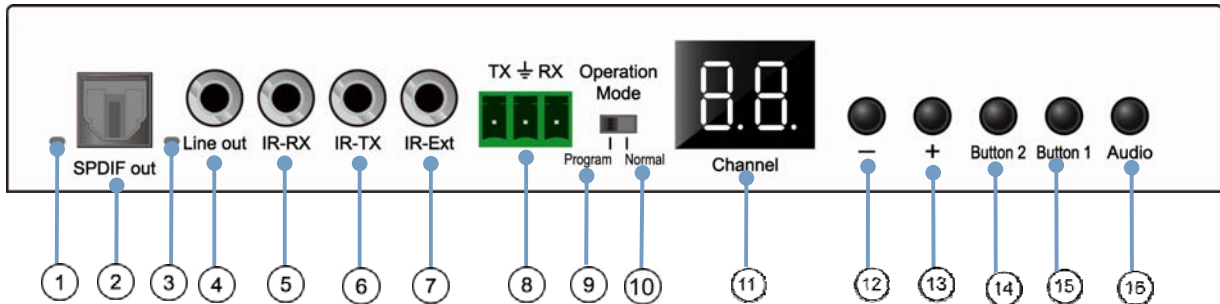 TX ⏚ RX
Operation
Mode
8.8.
SPDIF out
Line out
IR-RX
IR-TX
IR-Ext
Program
Normal
Channel
−
+
Button 2
Button 1
Audio
1
2
3
4
5
6
7
8
9
10
11
12
13
14
15
16